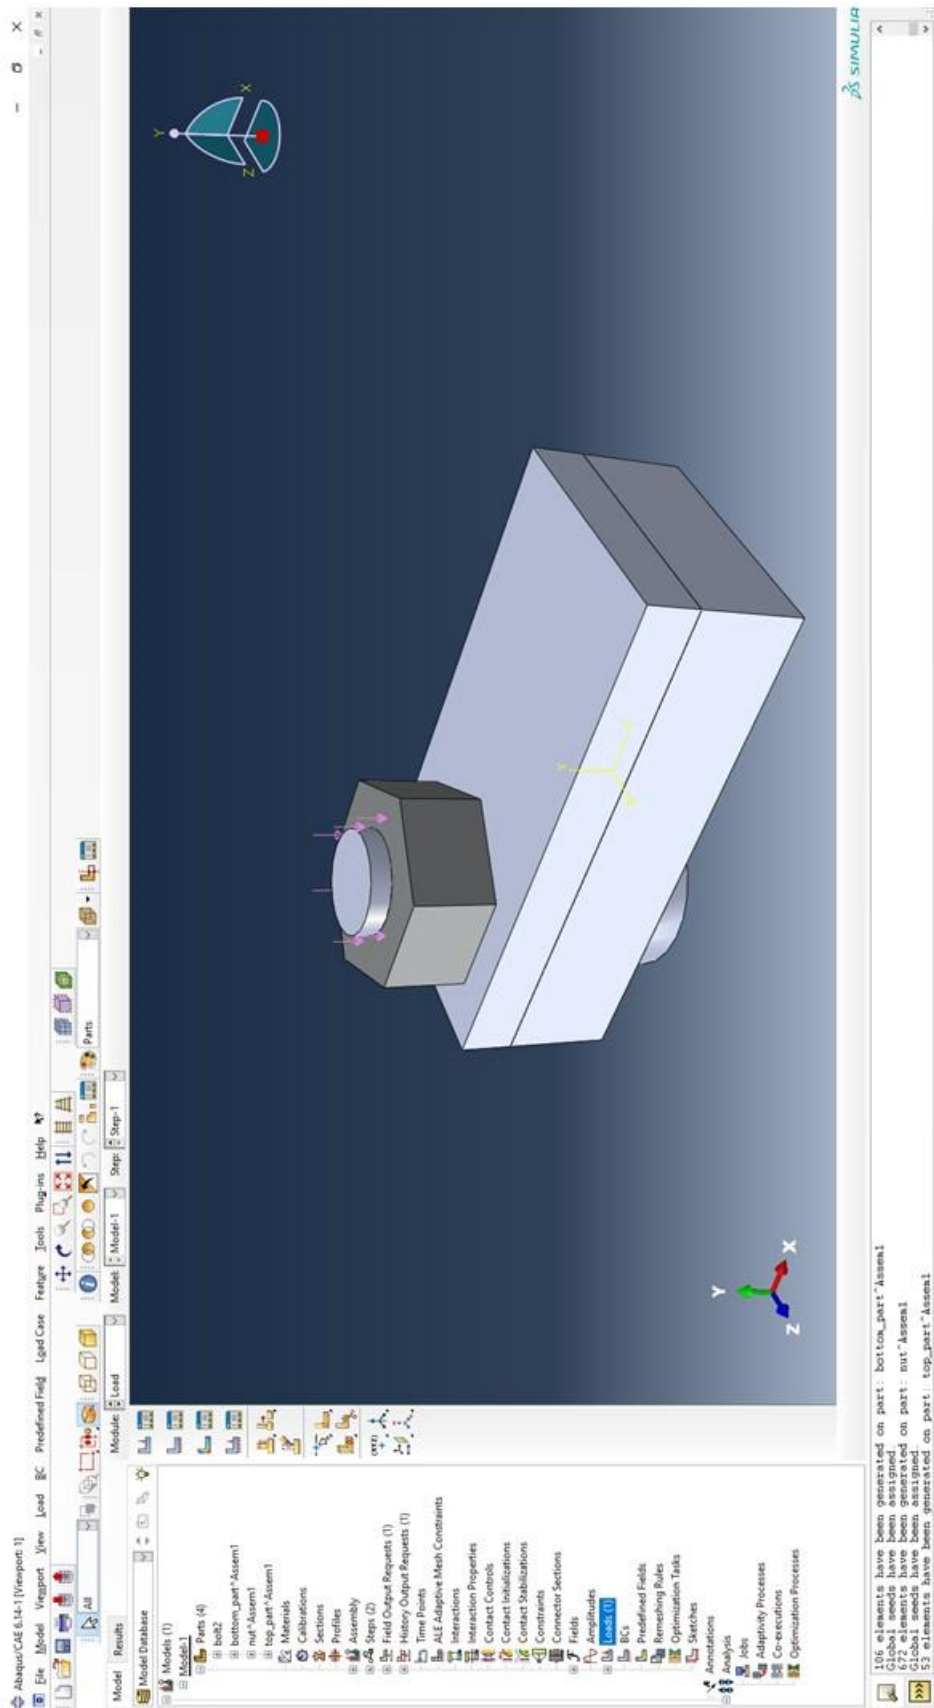 Abaqus/CAE 6.14-1 [Viewport: 1]
File Model Viewport View Load BC Predefined Field Load Case Feature Tools Plug-ins Help
All
Parts
Model Results
Module: Load Model: Model-1 Step: Step-1
Model Database
Models (1)
Model-1
Parts (4)
bolt2
bottom_part^Assem1
nut^Assem1
top_part^Assem1
Materials
Calibrations
Sections
Profiles
Assembly
Steps (2)
Field Output Requests (1)
History Output Requests (1)
Time Points
ALE Adaptive Mesh Constraints
Interactions
Interaction Properties
Contact Controls
Contact Initializations
Contact Stabilizations
Constraints
Connector Sections
Fields
Amplitudes
Loads (1)
BCs
Predefined Fields
Remeshing Rules
Optimization Tasks
Sketches
Annotations
Analysis
Jobs
Adaptivity Processes
Co-executions
Optimization Processes
(XYZ)
Y
X
Z
Y
X
Z
SIMULIA
106 elements have been generated on part: bottom_part^Assem1
Global seeds have been assigned.
672 elements have been generated on part: nut^Assem1
Global seeds have been assigned.
53 elements have been generated on part: top_part^Assem1